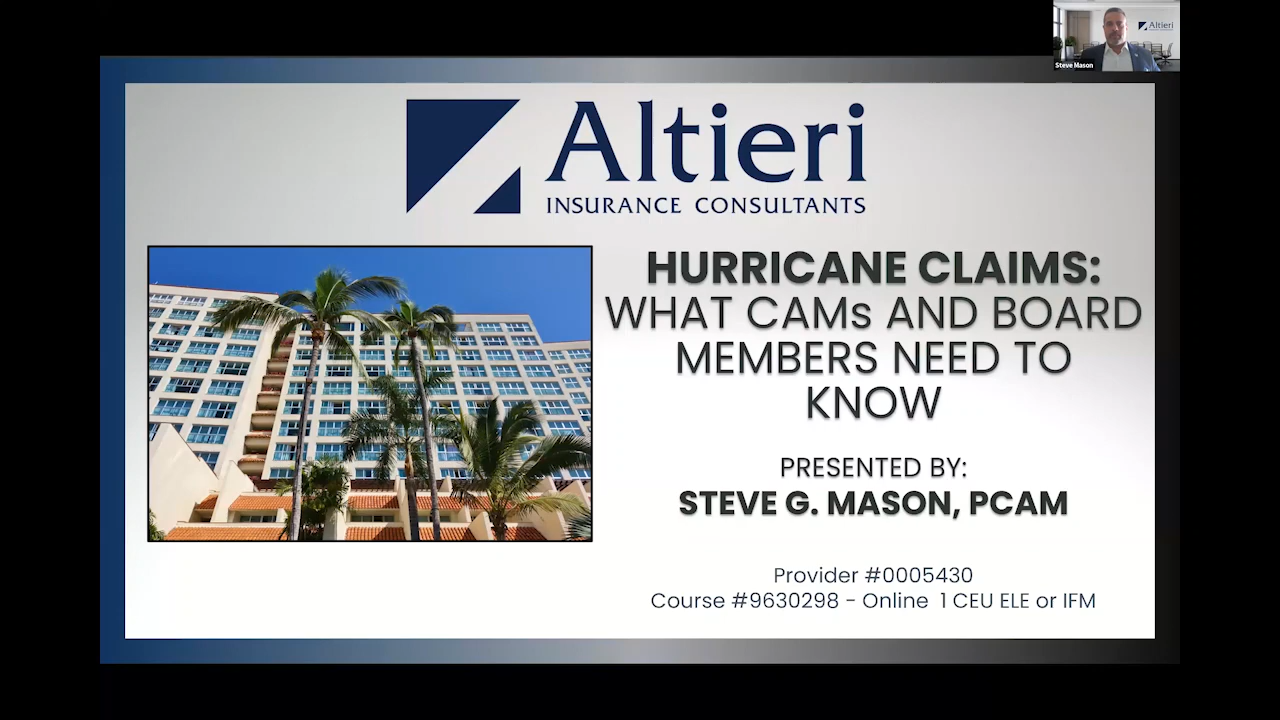 Altieri
Steve Mason
Altieri
INSURANCE CONSULTANTS
HURRICANE CLAIMS:
WHAT CAMs AND BOARD
MEMBERS NEED TO
KNOW
PRESENTED BY:
STEVE G. MASON, PCAM
Provider #0005430
Course #9630298 - Online 1 CEU ELE or IFM